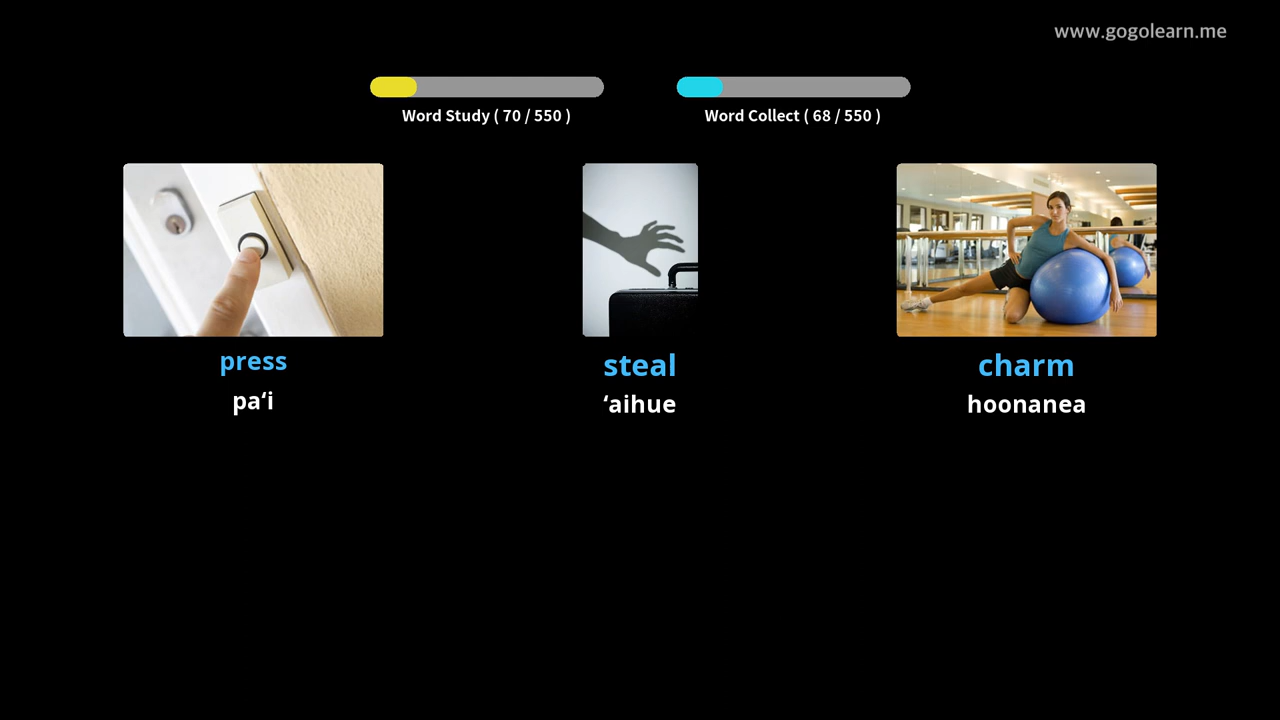 www.gogolearn.me
Word Study ( 70 / 550 )
Word Collect ( 68 / 550 )
press
paʻi
steal
ʻaihue
charm
hoonanea